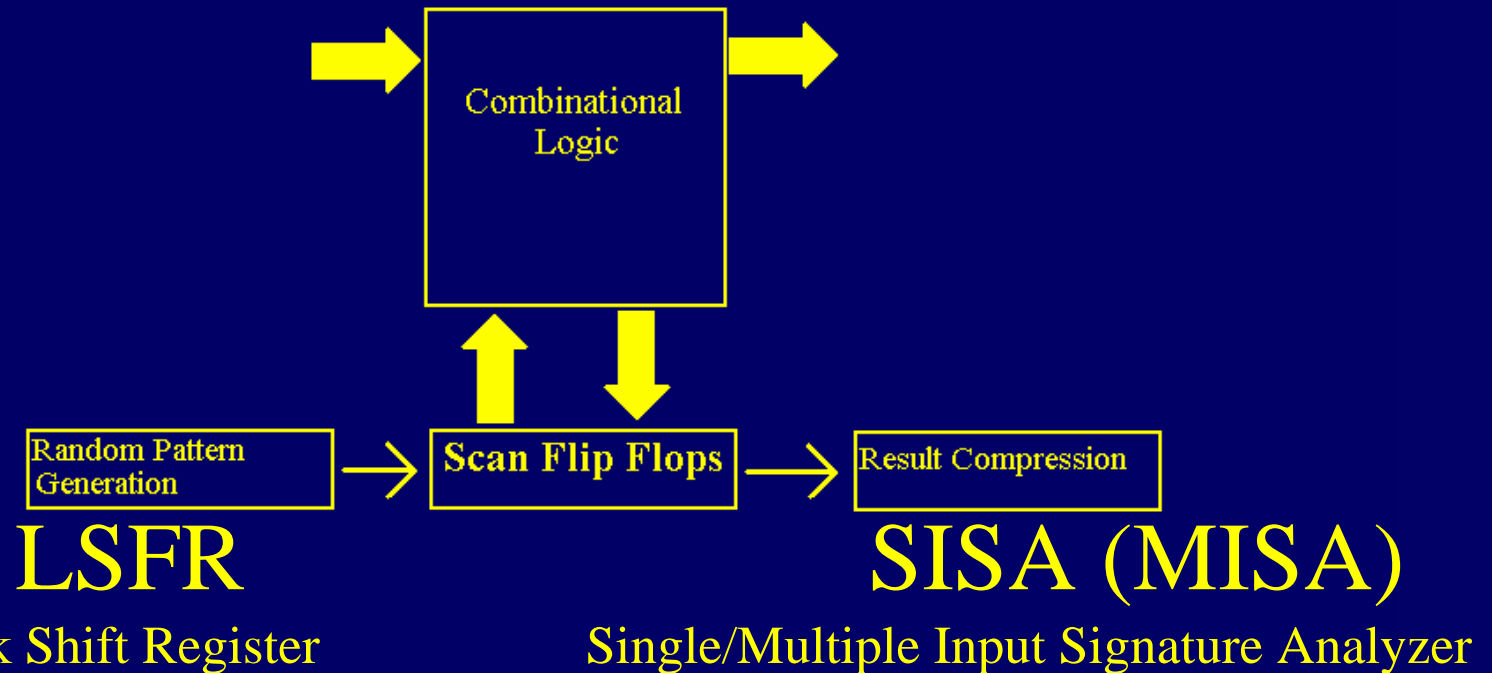 Combinational
Logic
Random Pattern
Generation
Scan Flip Flops
Result Compression
LSFR
SISA (MISA)
k Shift Register
Single/Multiple Input Signature Analyzer